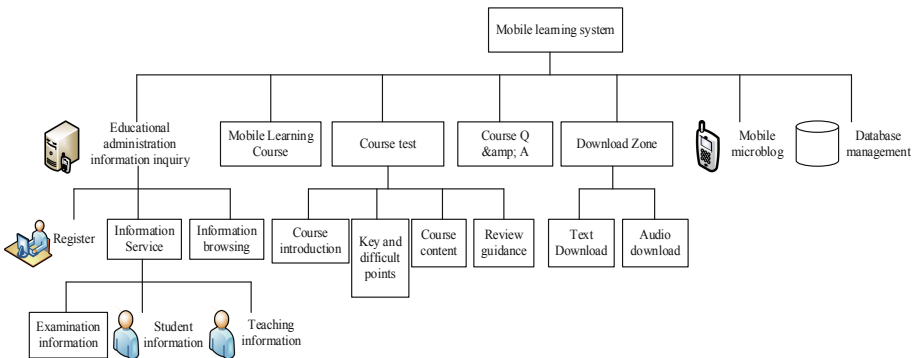 Mobile learning system
Educational
administration
information inquiry
Mobile Learning
Course
Course test
Course Q
&amp; A
Download Zone
Mobile
microblog
Database
management
Register
Information
Service
Information
browsing
Course
introduction
Key and
difficult
points
Course
content
Review
guidance
Text
Download
Audio
download
Examination
information
Student
information
Teaching
information